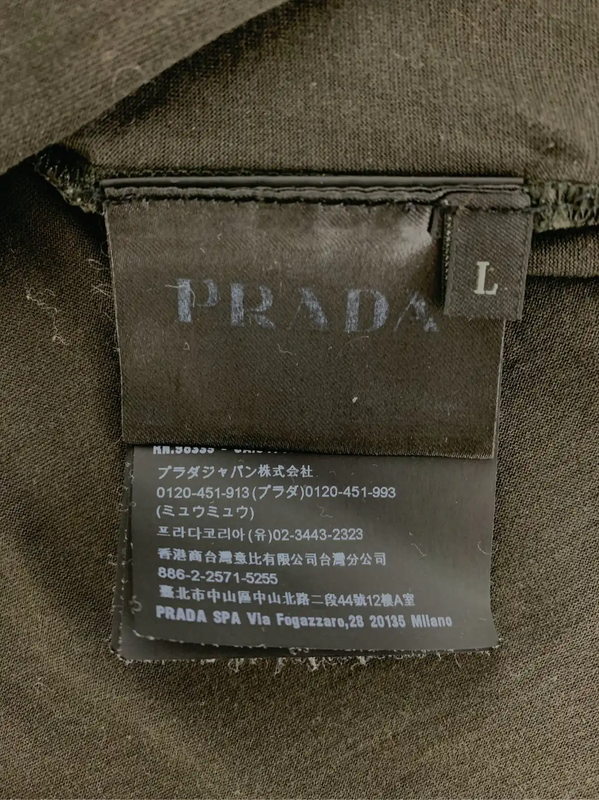 PRADA
L
RN.98335
プラダジャパン株式会社
0120-451-913(プラダ)0120-451-993
(ミュウミュウ)
프라다코리아(유)02-3443-2323
香港商台灣意比有限公司台灣分公司
886-2-2571-5255
臺北市中山區中山北路二段44號12樓A室
PRADA SPA Via Fogazzaro,28 20135 Milano